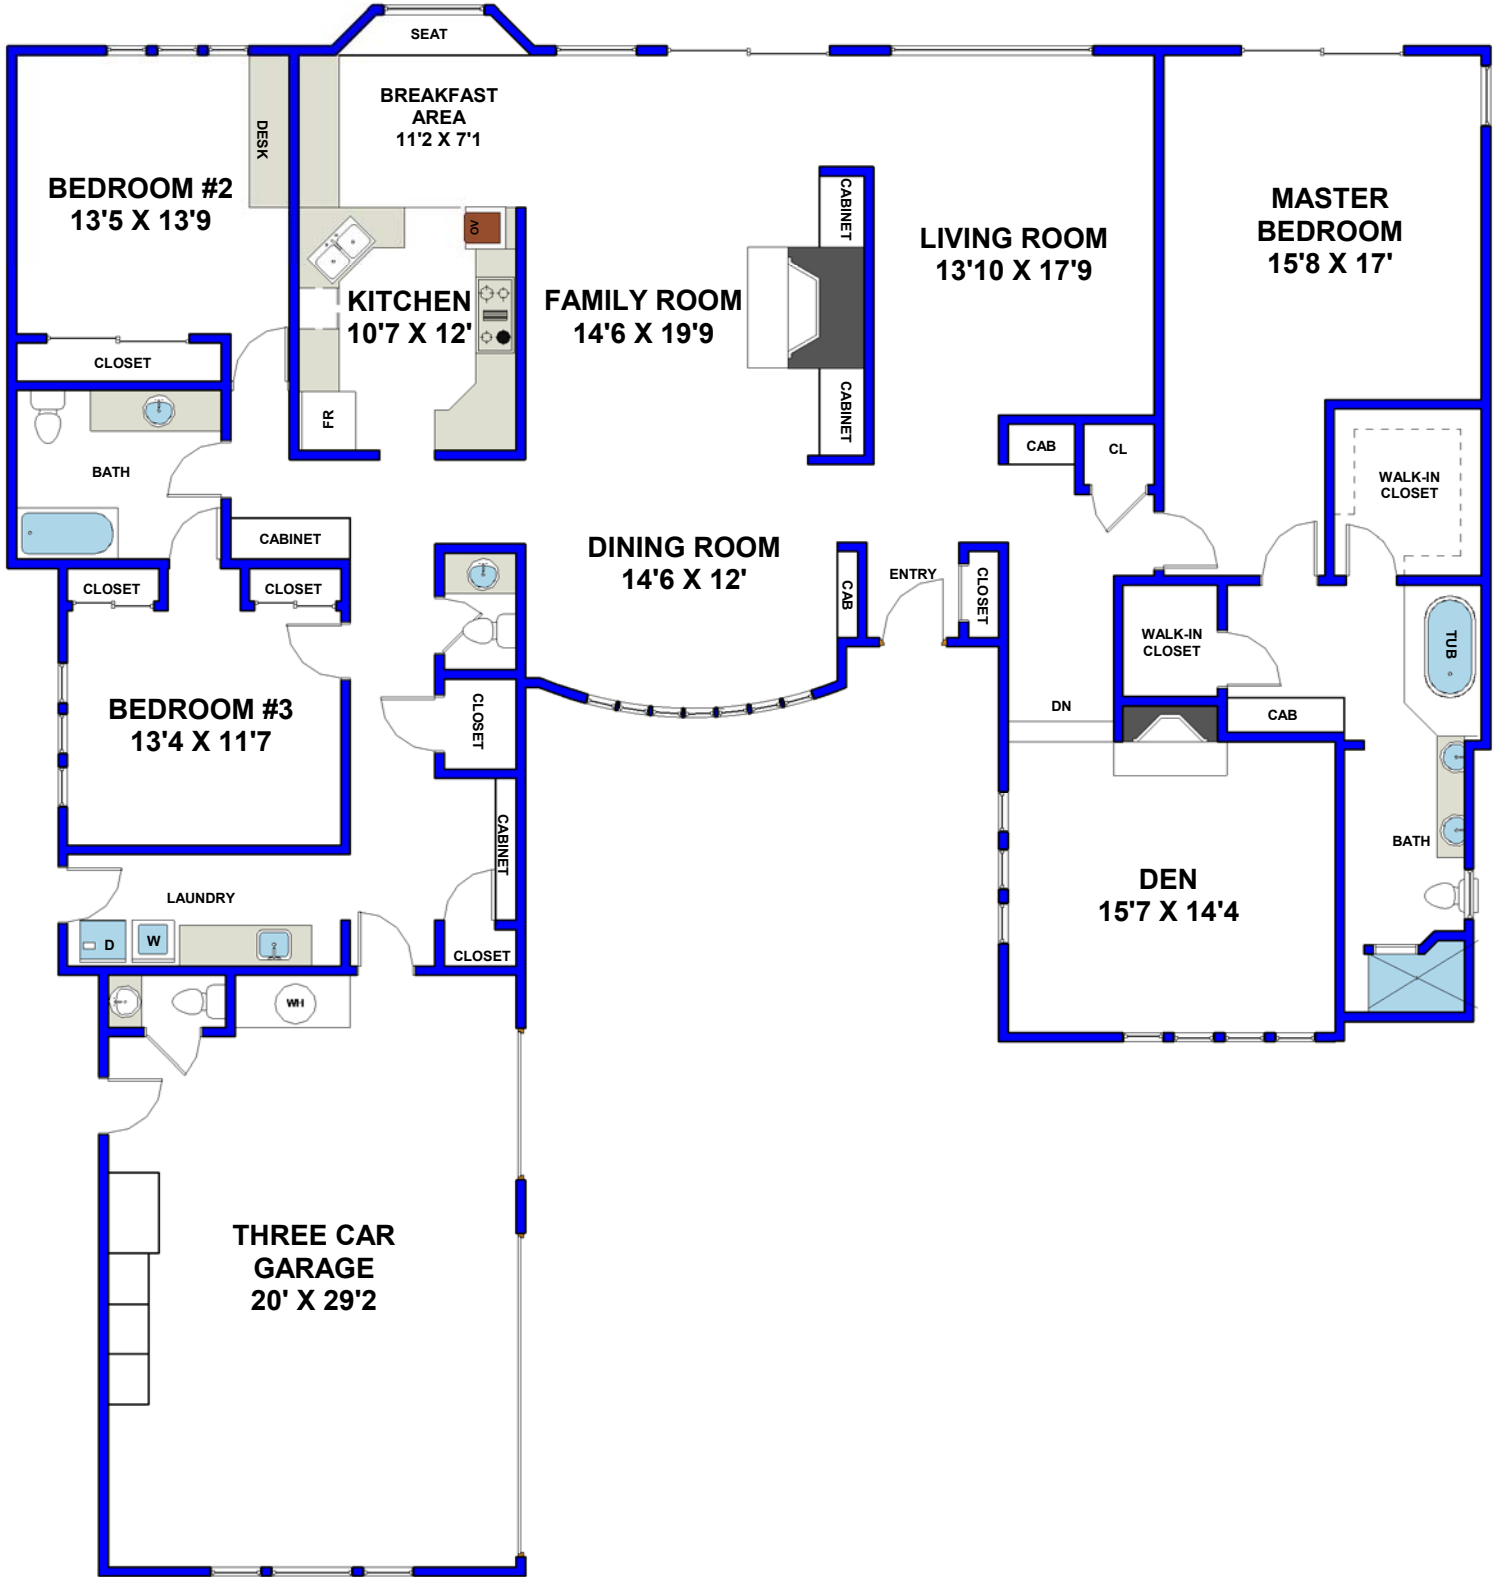 SEAT
BREAKFAST
AREA
11'2 X 7'1
DESK
BEDROOM #2
13'5 X 13'9
OV
KITCHEN
10'7 X 12'
FR
FAMILY ROOM
14'6 X 19'9
CABINET
CABINET
LIVING ROOM
13'10 X 17'9
MASTER
BEDROOM
15'8 X 17'
CLOSET
BATH
CABINET
CAB
CL
WALK-IN
CLOSET
DINING ROOM
14'6 X 12'
CAB
ENTRY
CLOSET
CLOSET
CLOSET
WALK-IN
CLOSET
TUB
BEDROOM #3
13'4 X 11'7
CLOSET
DN
CAB
CABINET
BATH
DEN
15'7 X 14'4
LAUNDRY
D
W
CLOSET
WH
THREE CAR
GARAGE
20' X 29'2